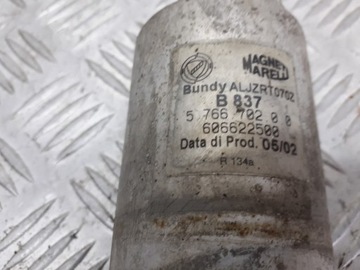 MAGNETI
MARELLI
Bundy ALJZRT0702
B 837
5 766 702 0 0
606622500
Data di Prod. 05/02
R 134a